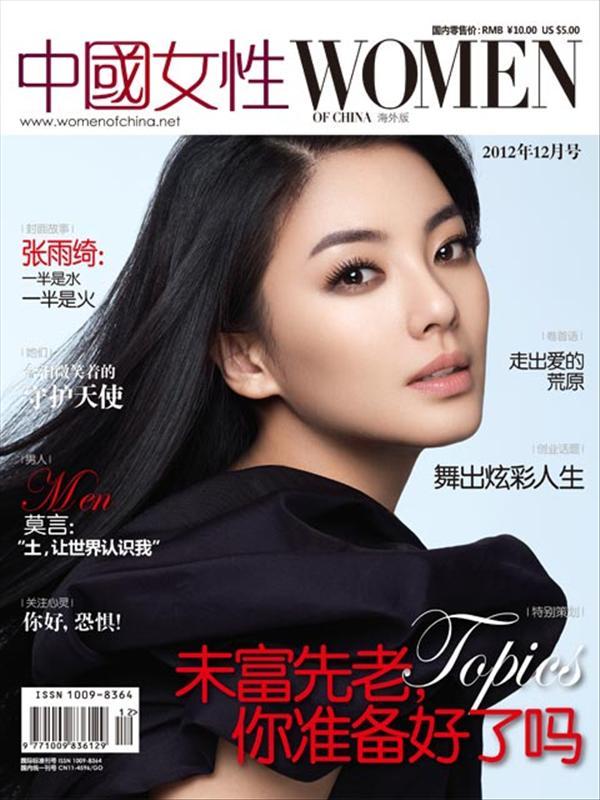 国内零售价:RMB ¥10.00 US $5.00
中國女性 WOMEN
www.womenofchina.net
OF CHINA 海外版
2012年12月号
封面故事
张雨绮:
一半是水
一半是火
她们
微笑着的
守护天使
卷首语
走出爱的
荒原
创业话题
舞出炫彩人生
男人
Men
莫言:
“土,让世界认识我”
关注心灵
你好,恐惧!
特别策划
Topics
未富先老,
你准备好了吗
ISSN 1009-8364
12>
9 771009 836129
国际标准刊号 ISSN 1009-8364
国内统一刊号 CN11-4596/GO